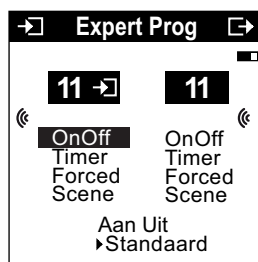 Expert Prog
11 11
OnOff OnOff
Timer Timer
Forced Forced
Scene Scene
Aan Uit
Standaard